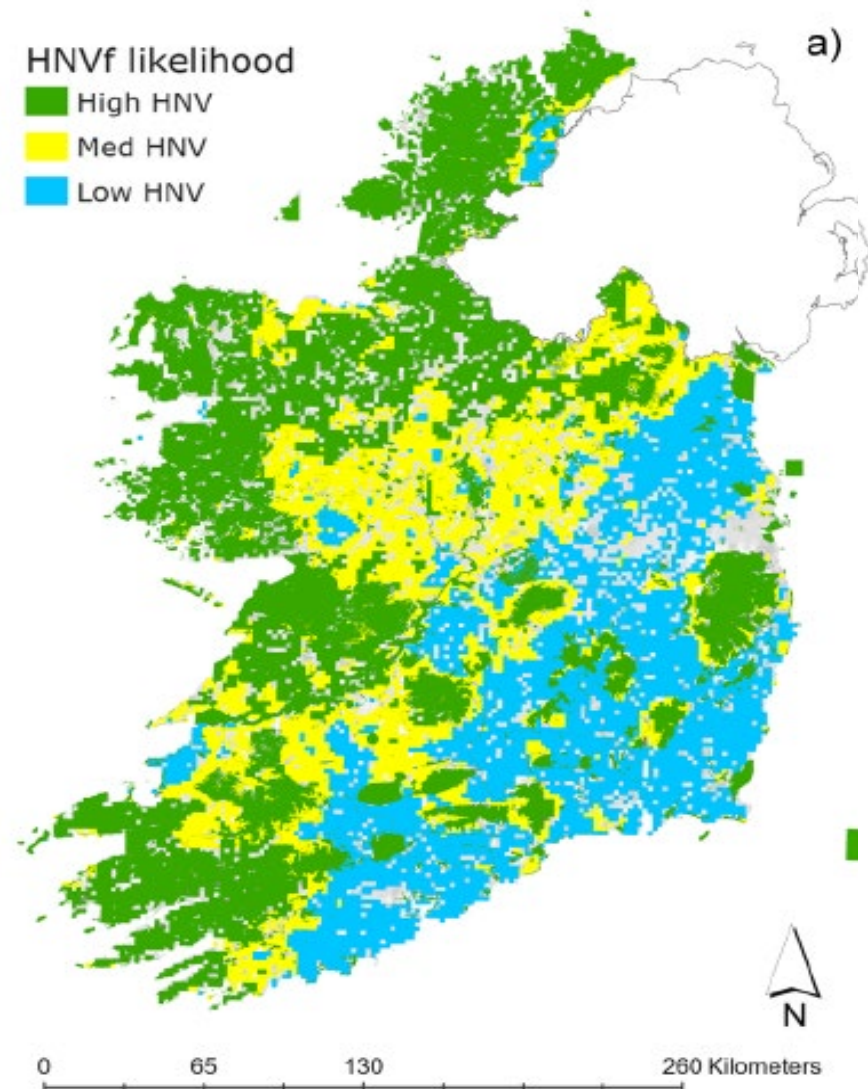 a)
HNVf likelihood
High HNV
Med HNV
Low HNV
N
0 65 130 260 Kilometers